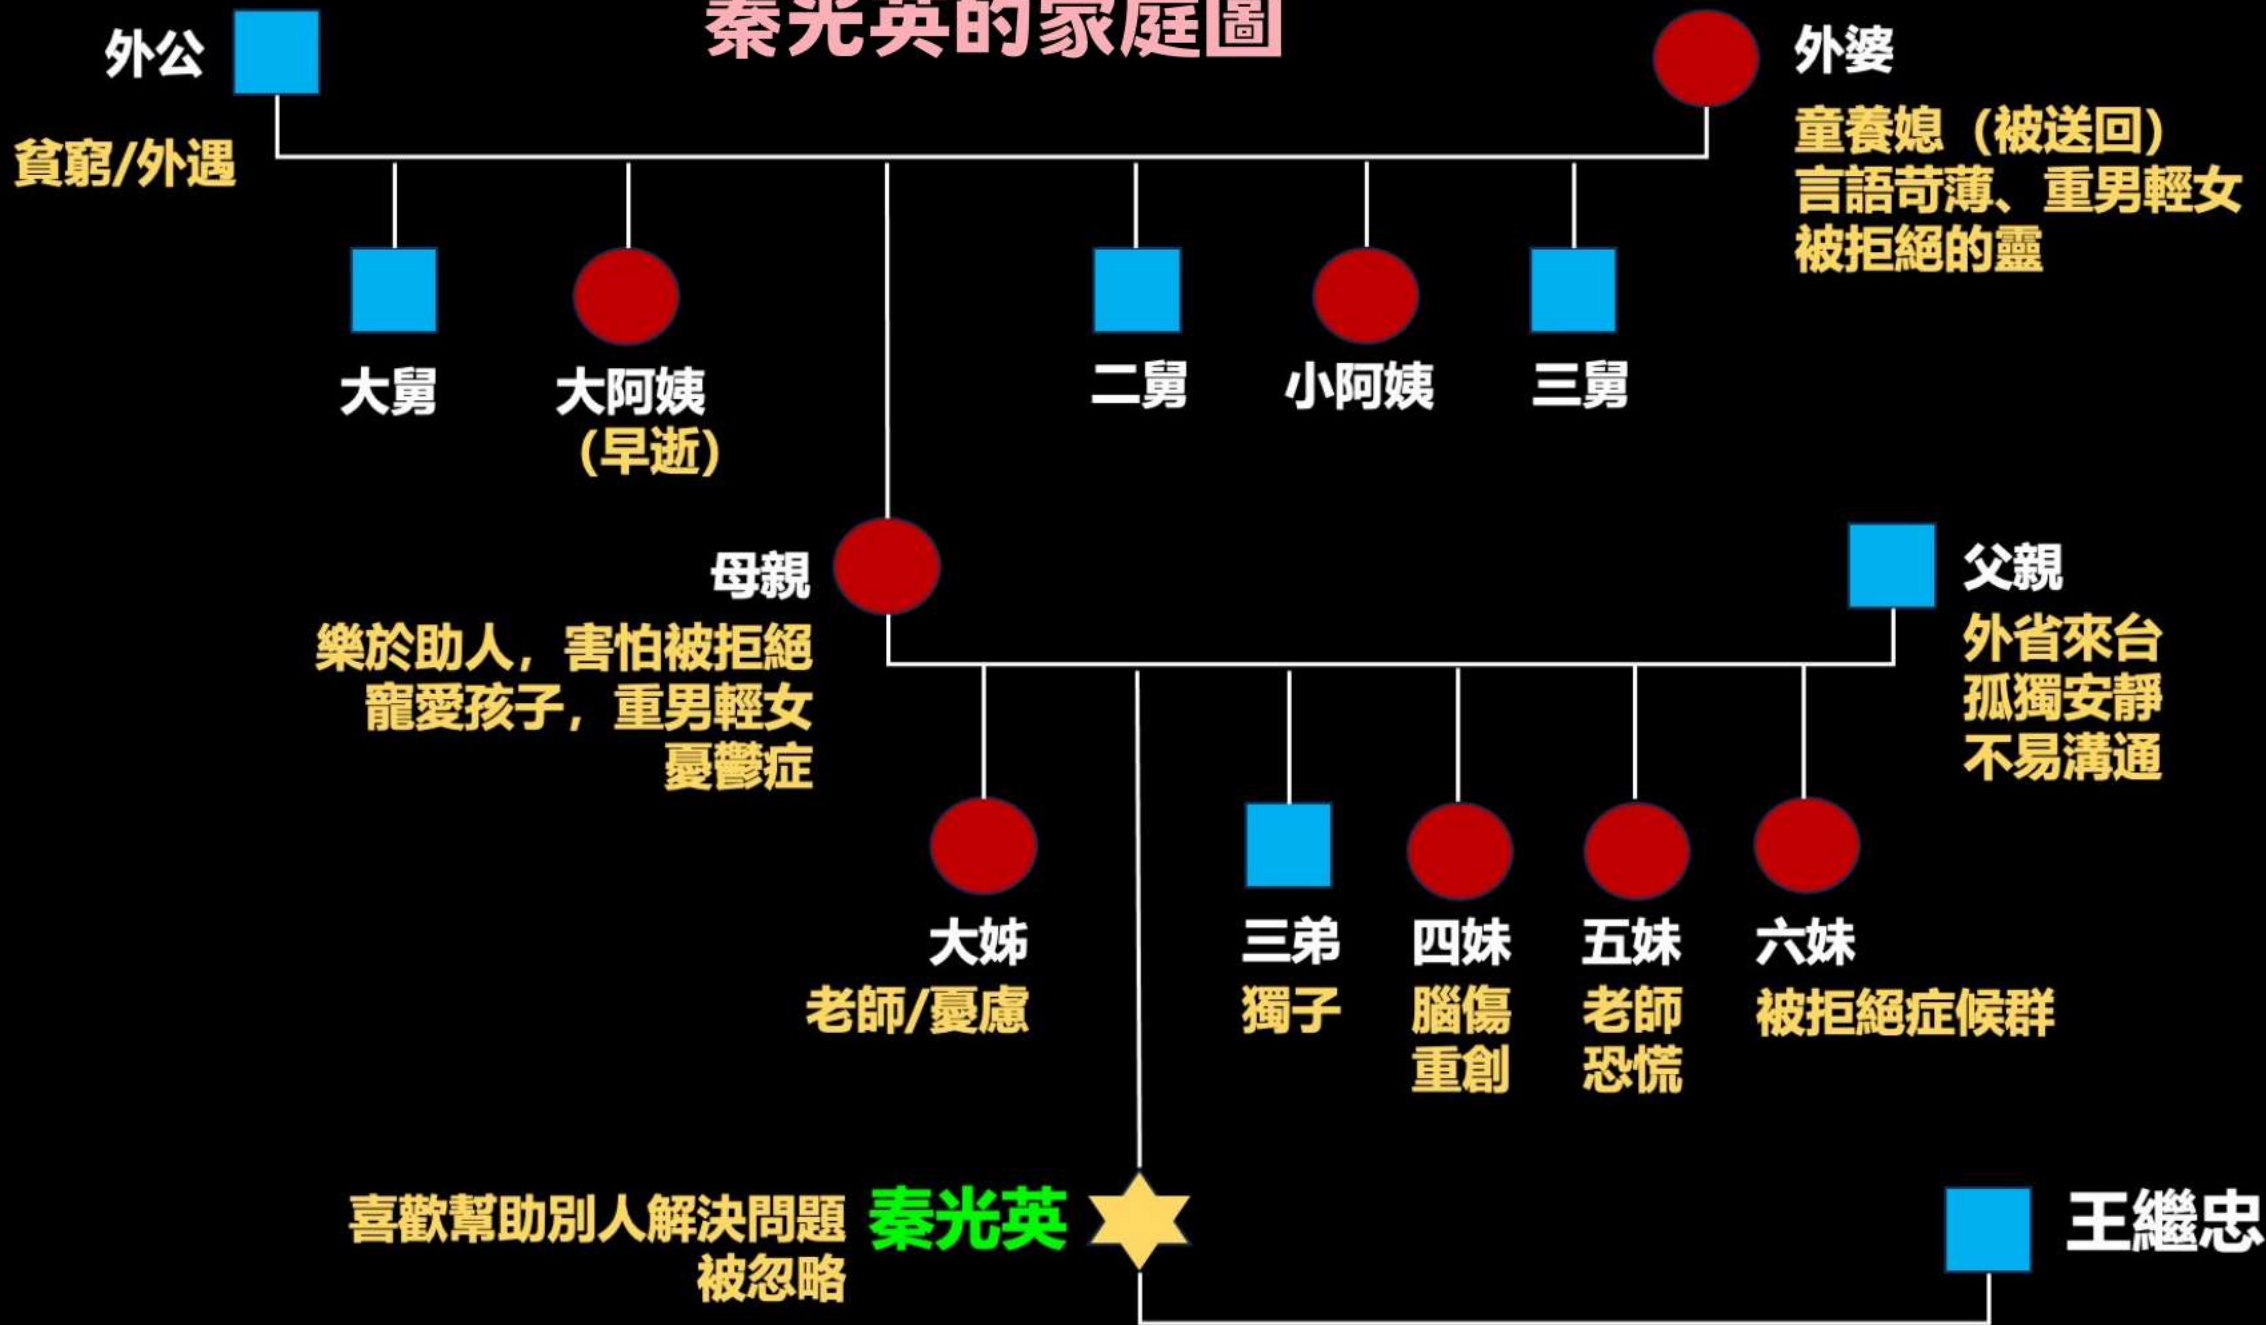 秦光英的家庭圖
外公
貧窮/外遇
外婆
童養媳（被送回）
言語苛薄、重男輕女
被拒絕的靈
大舅
大阿姨
（早逝）
二舅
小阿姨
三舅
母親
樂於助人，害怕被拒絕
寵愛孩子，重男輕女
憂鬱症
父親
外省來台
孤獨安靜
不易溝通
大姊
老師/憂慮
三弟
獨子
四妹
腦傷
重創
五妹
老師
恐慌
六妹
被拒絕症候群
喜歡幫助別人解決問題
被忽略
秦光英
王繼忠